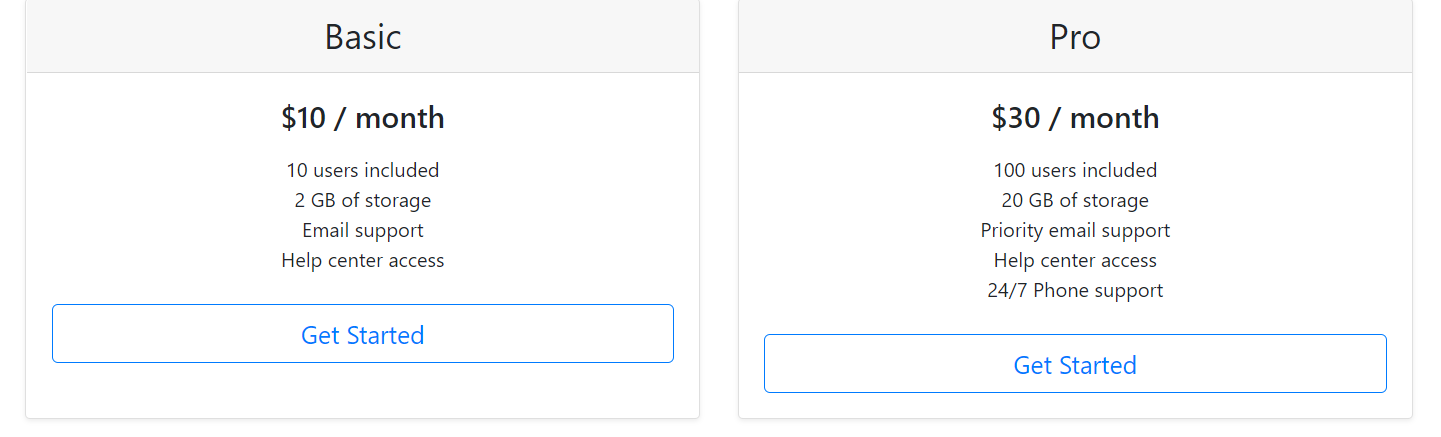 Basic
$10 / month
10 users included
2 GB of storage
Email support
Help center access
Get Started
Pro
$30 / month
100 users included
20 GB of storage
Priority email support
Help center access
24/7 Phone support
Get Started